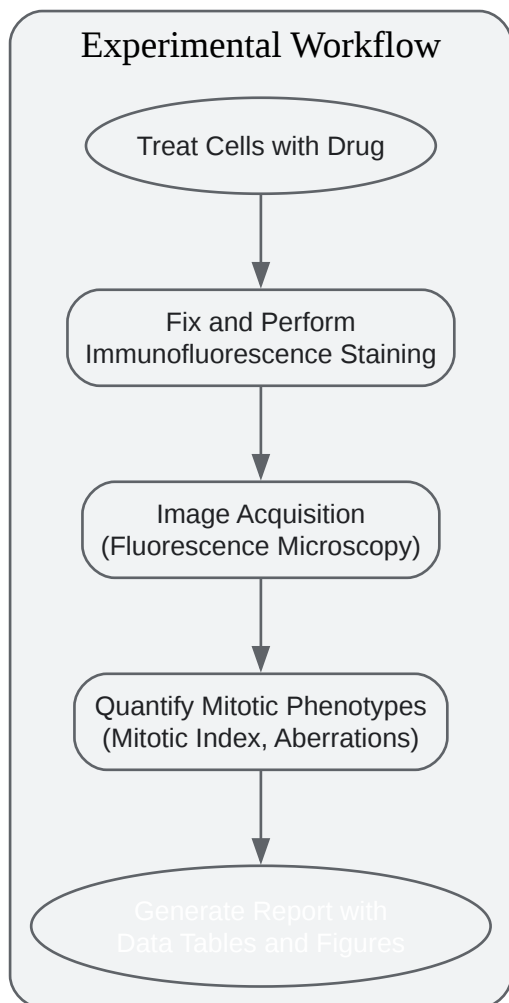 Experimental Workflow
Treat Cells with Drug
Fix and Perform
Immunofluorescence Staining
Image Acquisition
(Fluorescence Microscopy)
Quantify Mitotic Phenotypes
(Mitotic Index, Aberrations)
Generate Report with
Data Tables and Figures